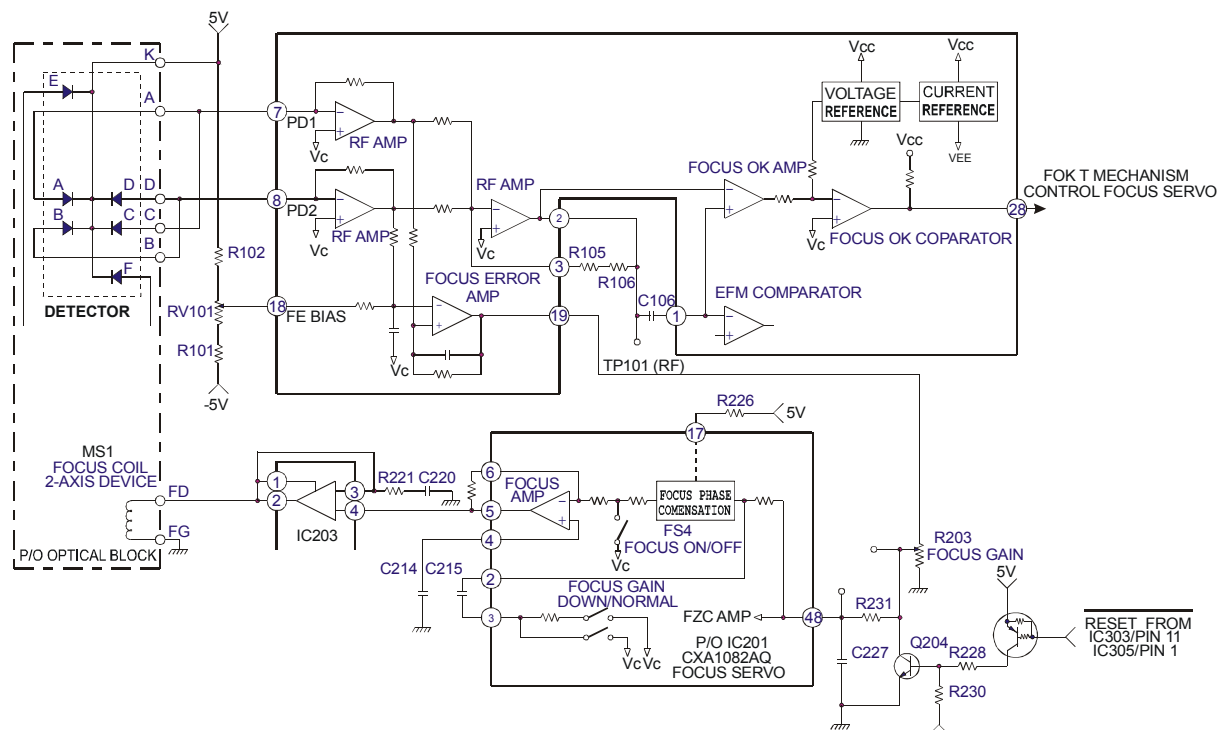 5V
K
E
A
A
D
D
B
C
C
B
F
DETECTOR
R102
RV101
R101
-5V
MS1
FOCUS COIL
2-AXIS DEVICE
FD
FG
P/O OPTICAL BLOCK
7
PD1
Vc
RF AMP
8
PD2
Vc
RF AMP
18
FE BIAS
FOCUS ERROR
AMP
Vc
RF AMP
Vc
2
3
19
R105
R106
C106
1
TP101 (RF)
EFM COMPARATOR
FOCUS OK AMP
Vcc
VOLTAGE
REFERENCE
Vcc
CURRENT
REFERENCE
VEE
Vcc
Vc
FOCUS OK COPARATOR
28
FOK T MECHANISM
CONTROL FOCUS SERVO
R226
5V
17
1
2
3
4
IC203
R221
C220
6
5
4
2
3
FOCUS
AMP
C214
C215
Vc
FOCUS PHASE
COMENSATION
FS4
FOCUS ON/OFF
FOCUS GAIN
DOWN/NORMAL
Vc
Vc
FZC AMP
48
P/O IC201
CXA1082AQ
FOCUS SERVO
R231
C227
Q204
R228
R230
R203
FOCUS GAIN
5V
RESET FROM
IC303/PIN 11
IC305/PIN 1